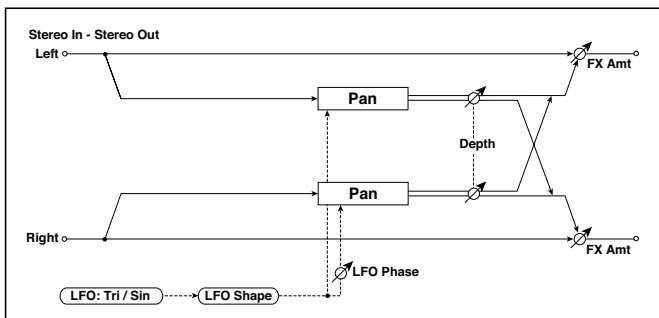 Stereo In - Stereo Out
Left
FX Amt
Pan
Depth
Pan
Right
FX Amt
LFO Phase
LFO: Tri / Sin
LFO Shape